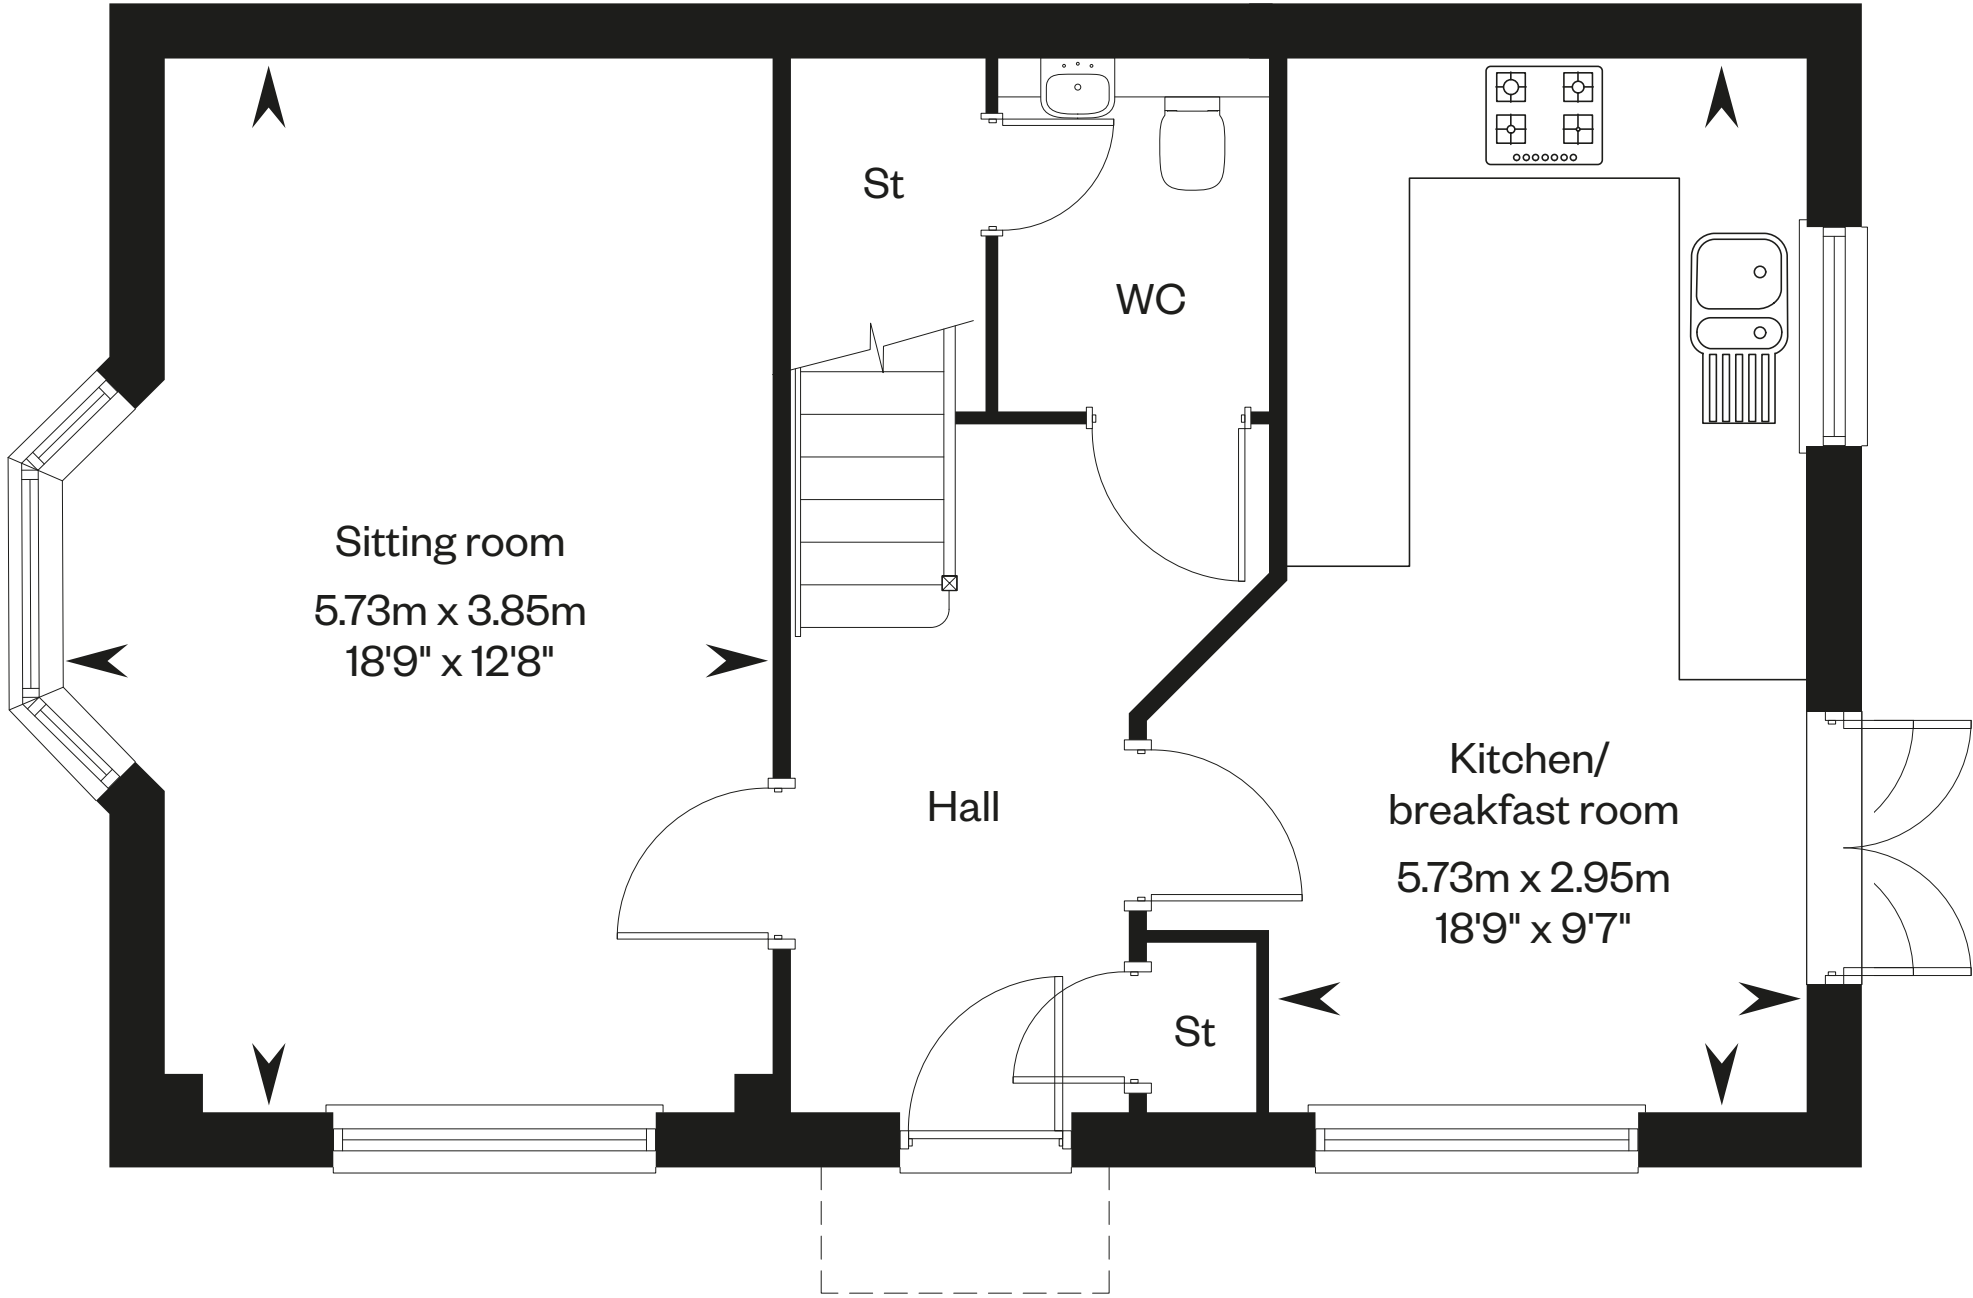 St
WC
Sitting room
5.73m x 3.85m
18'9" x 12'8"
Hall
Kitchen/
breakfast room
5.73m x 2.95m
18'9" x 9'7"
St